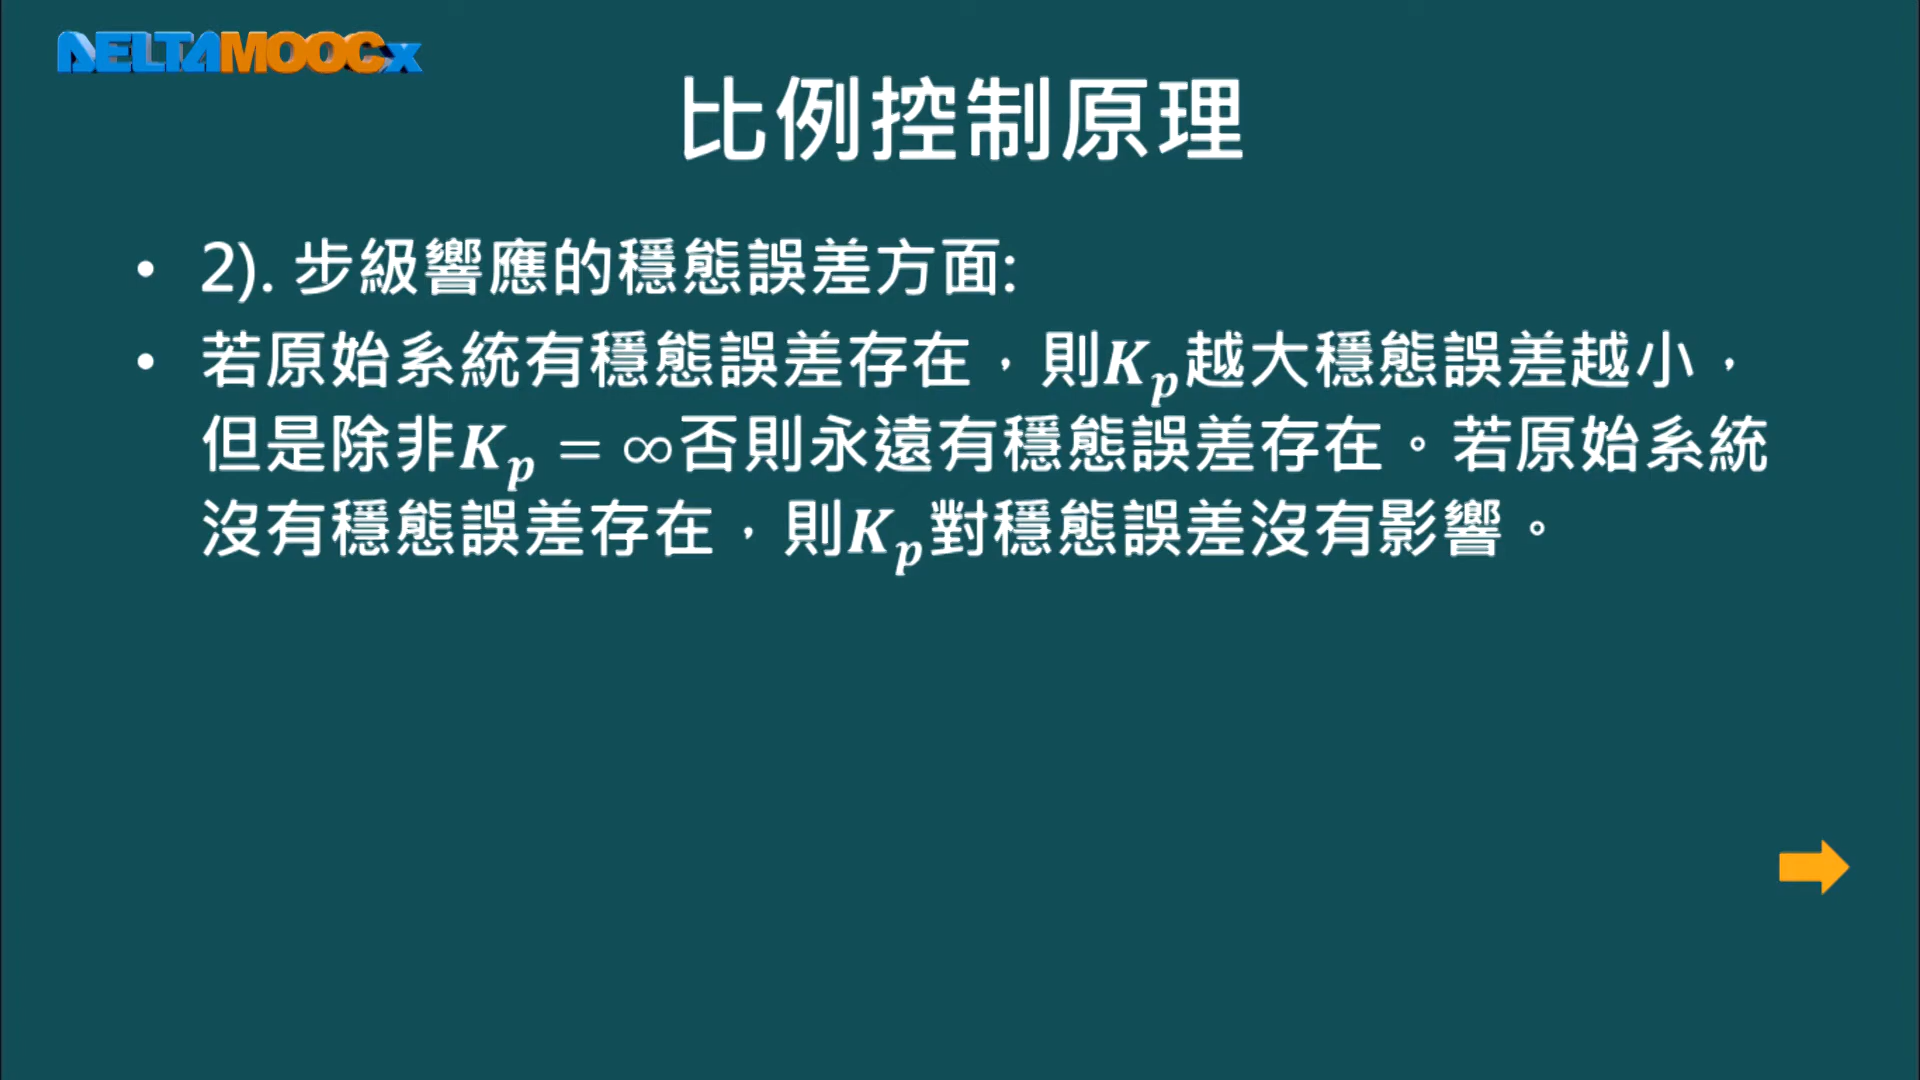 DELTAMOOCx
比例控制原理
• 2). 步級響應的穩態誤差方面:
• 若原始系統有穩態誤差存在，則Kp越大穩態誤差越小，
但是除非Kp = ∞否則永遠有穩態誤差存在。若原始系統
沒有穩態誤差存在，則Kp對穩態誤差沒有影響。